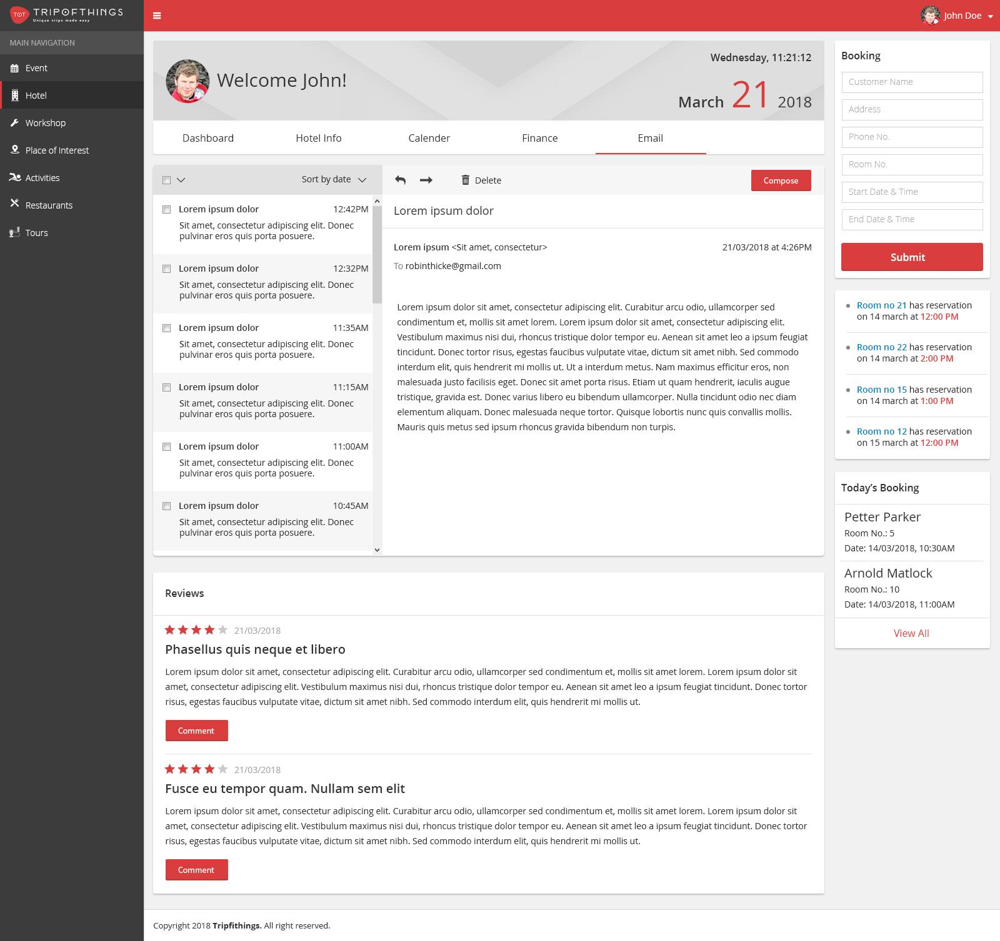 TOT TRIPOFTHINGS
Unique trips made easy
John Doe
MAIN NAVIGATION
Event
Hotel
Workshop
Place of Interest
Activities
Restaurants
Tours
Welcome John!
Wednesday, 11:21:12
March 21 2018
Dashboard Hotel Info Calender Finance Email
Sort by date
Lorem ipsum dolor 12:42PM
Sit amet, consectetur adipiscing elit. Donec
pulvinar eros quis porta posuere.
Lorem ipsum dolor 12:32PM
Sit amet, consectetur adipiscing elit. Donec
pulvinar eros quis porta posuere.
Lorem ipsum dolor 11:35AM
Sit amet, consectetur adipiscing elit. Donec
pulvinar eros quis porta posuere.
Lorem ipsum dolor 11:15AM
Sit amet, consectetur adipiscing elit. Donec
pulvinar eros quis porta posuere.
Lorem ipsum dolor 11:00AM
Sit amet, consectetur adipiscing elit. Donec
pulvinar eros quis porta posuere.
Lorem ipsum dolor 10:45AM
Sit amet, consectetur adipiscing elit. Donec
pulvinar eros quis porta posuere.
Delete Compose
Lorem ipsum dolor
Lorem ipsum <Sit amet, consectetur> 21/03/2018 at 4:26PM
To robinthicke@gmail.com
Lorem ipsum dolor sit amet, consectetur adipiscing elit. Curabitur arcu odio, ullamcorper sed
condimentum et, mollis sit amet lorem. Lorem ipsum dolor sit amet, consectetur adipiscing elit.
Vestibulum maximus nisi dui, rhoncus tristique dolor tempor eu. Aenean sit amet leo a ipsum feugiat
tincidunt. Donec tortor risus, egestas faucibus vulputate vitae, dictum sit amet nibh. Sed commodo
interdum elit, quis hendrerit mi mollis ut. Ut a interdum metus. Nam maximus efficitur eros, non
malesuada justo facilisis eget. Donec sit amet porta risus. Etiam ut quam hendrerit, iaculis augue
tristique, gravida est. Donec varius libero eu bibendum ullamcorper. Nulla tincidunt odio nec diam
elementum aliquam. Donec malesuada neque tortor. Quisque lobortis nunc quis convallis mollis.
Mauris quis metus sed ipsum rhoncus gravida bibendum non turpis.
Reviews
21/03/2018
Phasellus quis neque et libero
Lorem ipsum dolor sit amet, consectetur adipiscing elit. Curabitur arcu odio, ullamcorper sed condimentum et, mollis sit amet lorem. Lorem ipsum dolor sit
amet, consectetur adipiscing elit. Vestibulum maximus nisi dui, rhoncus tristique dolor tempor eu. Aenean sit amet leo a ipsum feugiat tincidunt. Donec tortor
risus, egestas faucibus vulputate vitae, dictum sit amet nibh. Sed commodo interdum elit, quis hendrerit mi mollis ut.
Comment
21/03/2018
Fusce eu tempor quam. Nullam sem elit
Lorem ipsum dolor sit amet, consectetur adipiscing elit. Curabitur arcu odio, ullamcorper sed condimentum et, mollis sit amet lorem. Lorem ipsum dolor sit
amet, consectetur adipiscing elit. Vestibulum maximus nisi dui, rhoncus tristique dolor tempor eu. Aenean sit amet leo a ipsum feugiat tincidunt. Donec tortor
risus, egestas faucibus vulputate vitae, dictum sit amet nibh. Sed commodo interdum elit, quis hendrerit mi mollis ut.
Comment
Booking
Customer Name
Address
Phone No.
Room No.
Start Date & Time
End Date & Time
Submit
Room no 21 has reservation
on 14 march at 12:00 PM
Room no 22 has reservation
on 14 march at 2:00 PM
Room no 15 has reservation
on 14 march at 1:00 PM
Room no 12 has reservation
on 15 march at 12:00 PM
Today’s Booking
Petter Parker
Room No.: 5
Date: 14/03/2018, 10:30AM
Arnold Matlock
Room No.: 10
Date: 14/03/2018, 11:00AM
View All
Copyright 2018 Tripfithings. All right reserved.